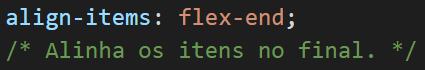 align-items: flex-end;
/* Alinha os itens no final. */